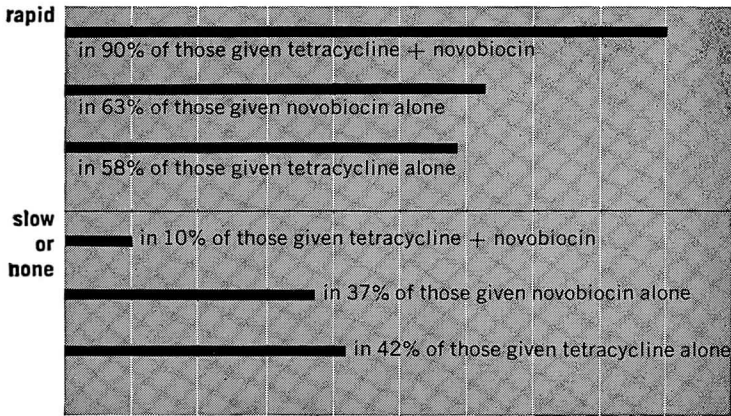 rapid
in 90% of those given tetracycline + novobiocin
in 63% of those given novobiocin alone
in 58% of those given tetracycline alone
slow
or
none
in 10% of those given tetracycline + novobiocin
in 37% of those given novobiocin alone
in 42% of those given tetracycline alone